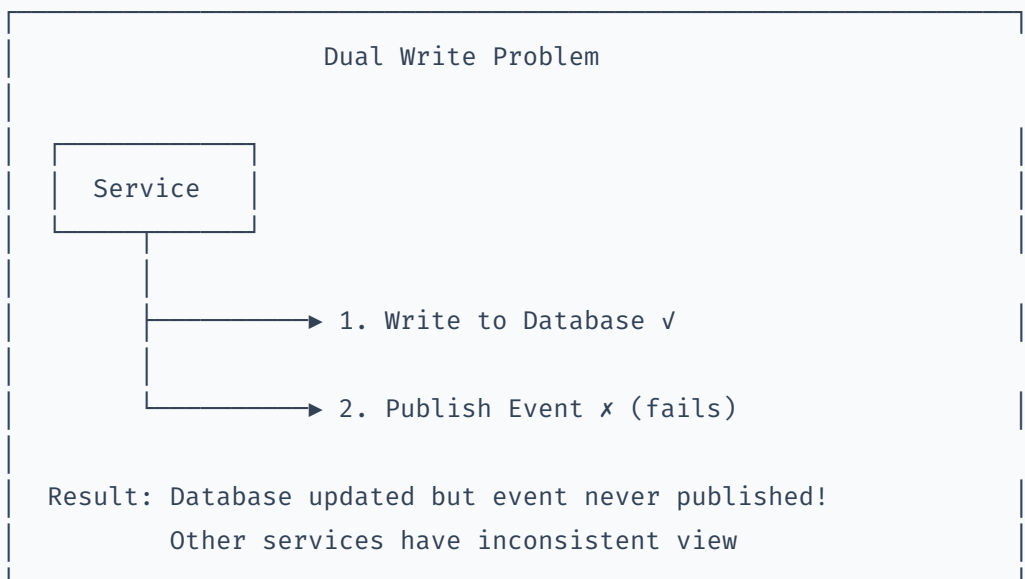 Dual Write Problem
Service
1. Write to Database ✓
2. Publish Event ✗ (fails)
Result: Database updated but event never published!
Other services have inconsistent view